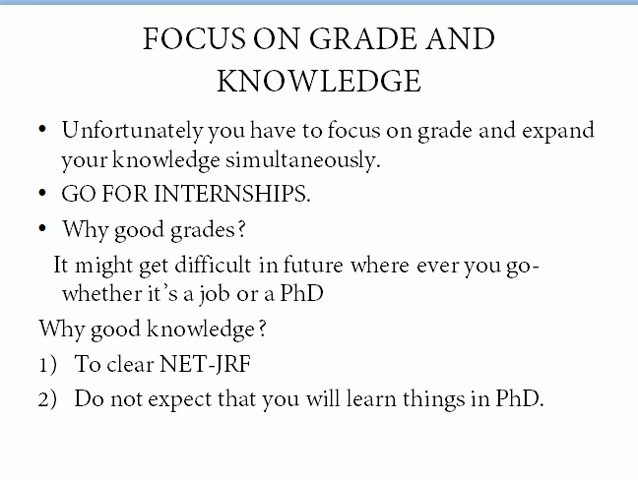 FOCUS ON GRADE AND
KNOWLEDGE
• Unfortunately you have to focus on grade and expand
your knowledge simultaneously.
• GO FOR INTERNSHIPS.
• Why good grades?
It might get difficult in future where ever you go-
whether it's a job or a PhD
Why good knowledge?
1) To clear NET-JRF
2) Do not expect that you will learn things in PhD.